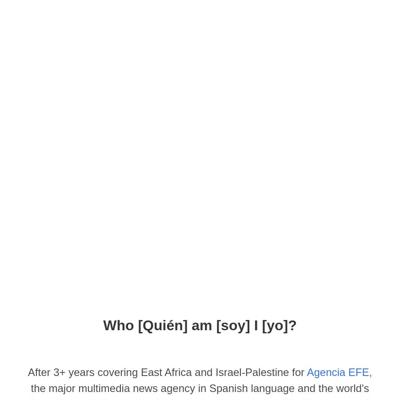 Who [Quién] am [soy] I [yo]?
After 3+ years covering East Africa and Israel-Palestine for Agencia EFE,
the major multimedia news agency in Spanish language and the world's